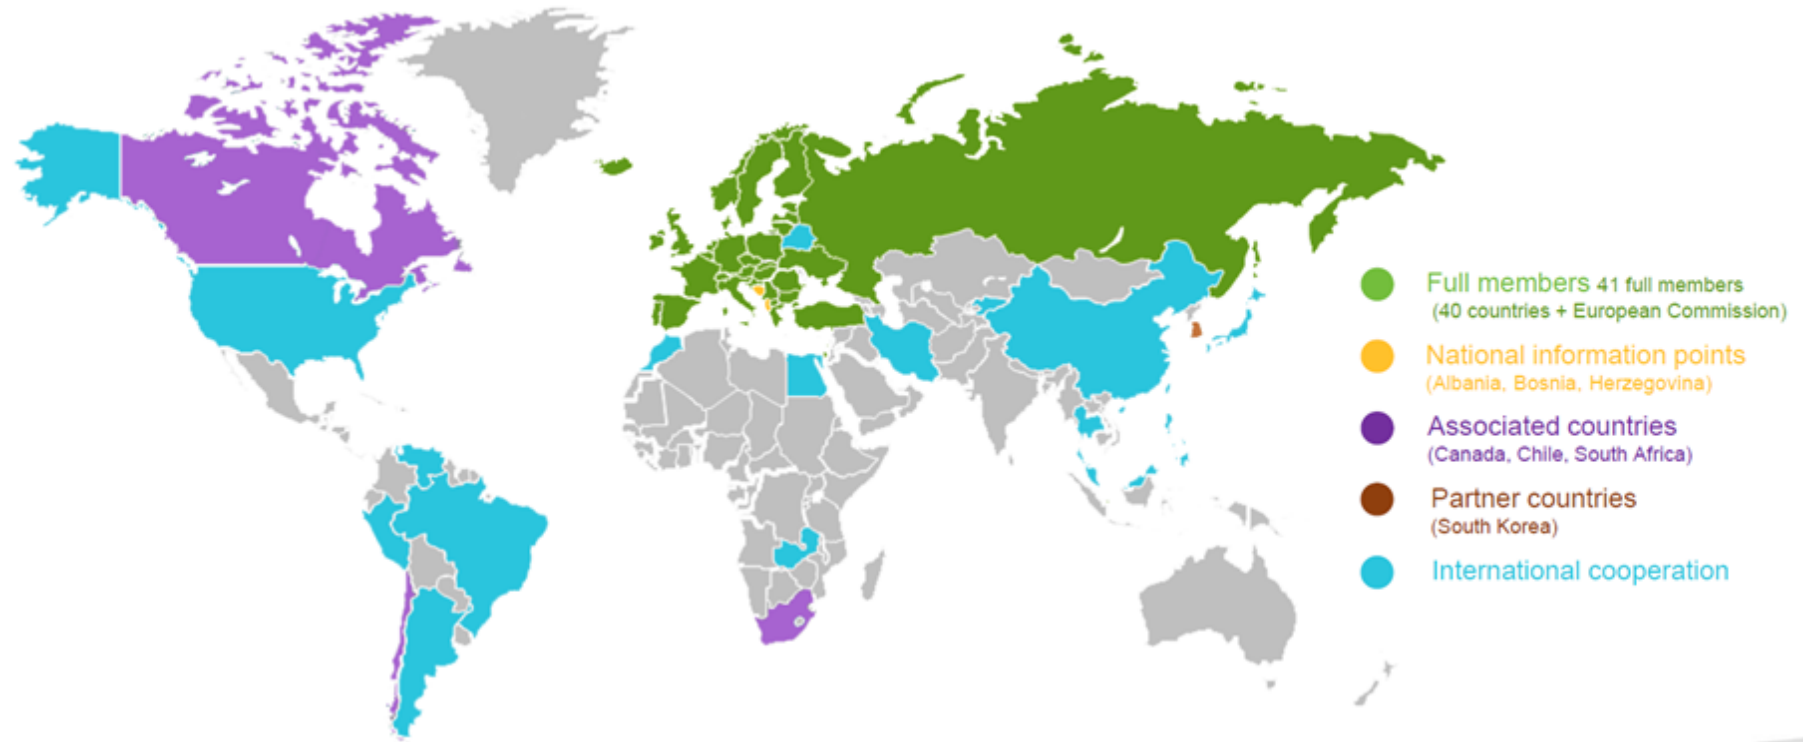 Full members 41 full members
(40 countries + European Commission)
National information points
(Albania, Bosnia, Herzegovina)
Associated countries
(Canada, Chile, South Africa)
Partner countries
(South Korea)
International cooperation